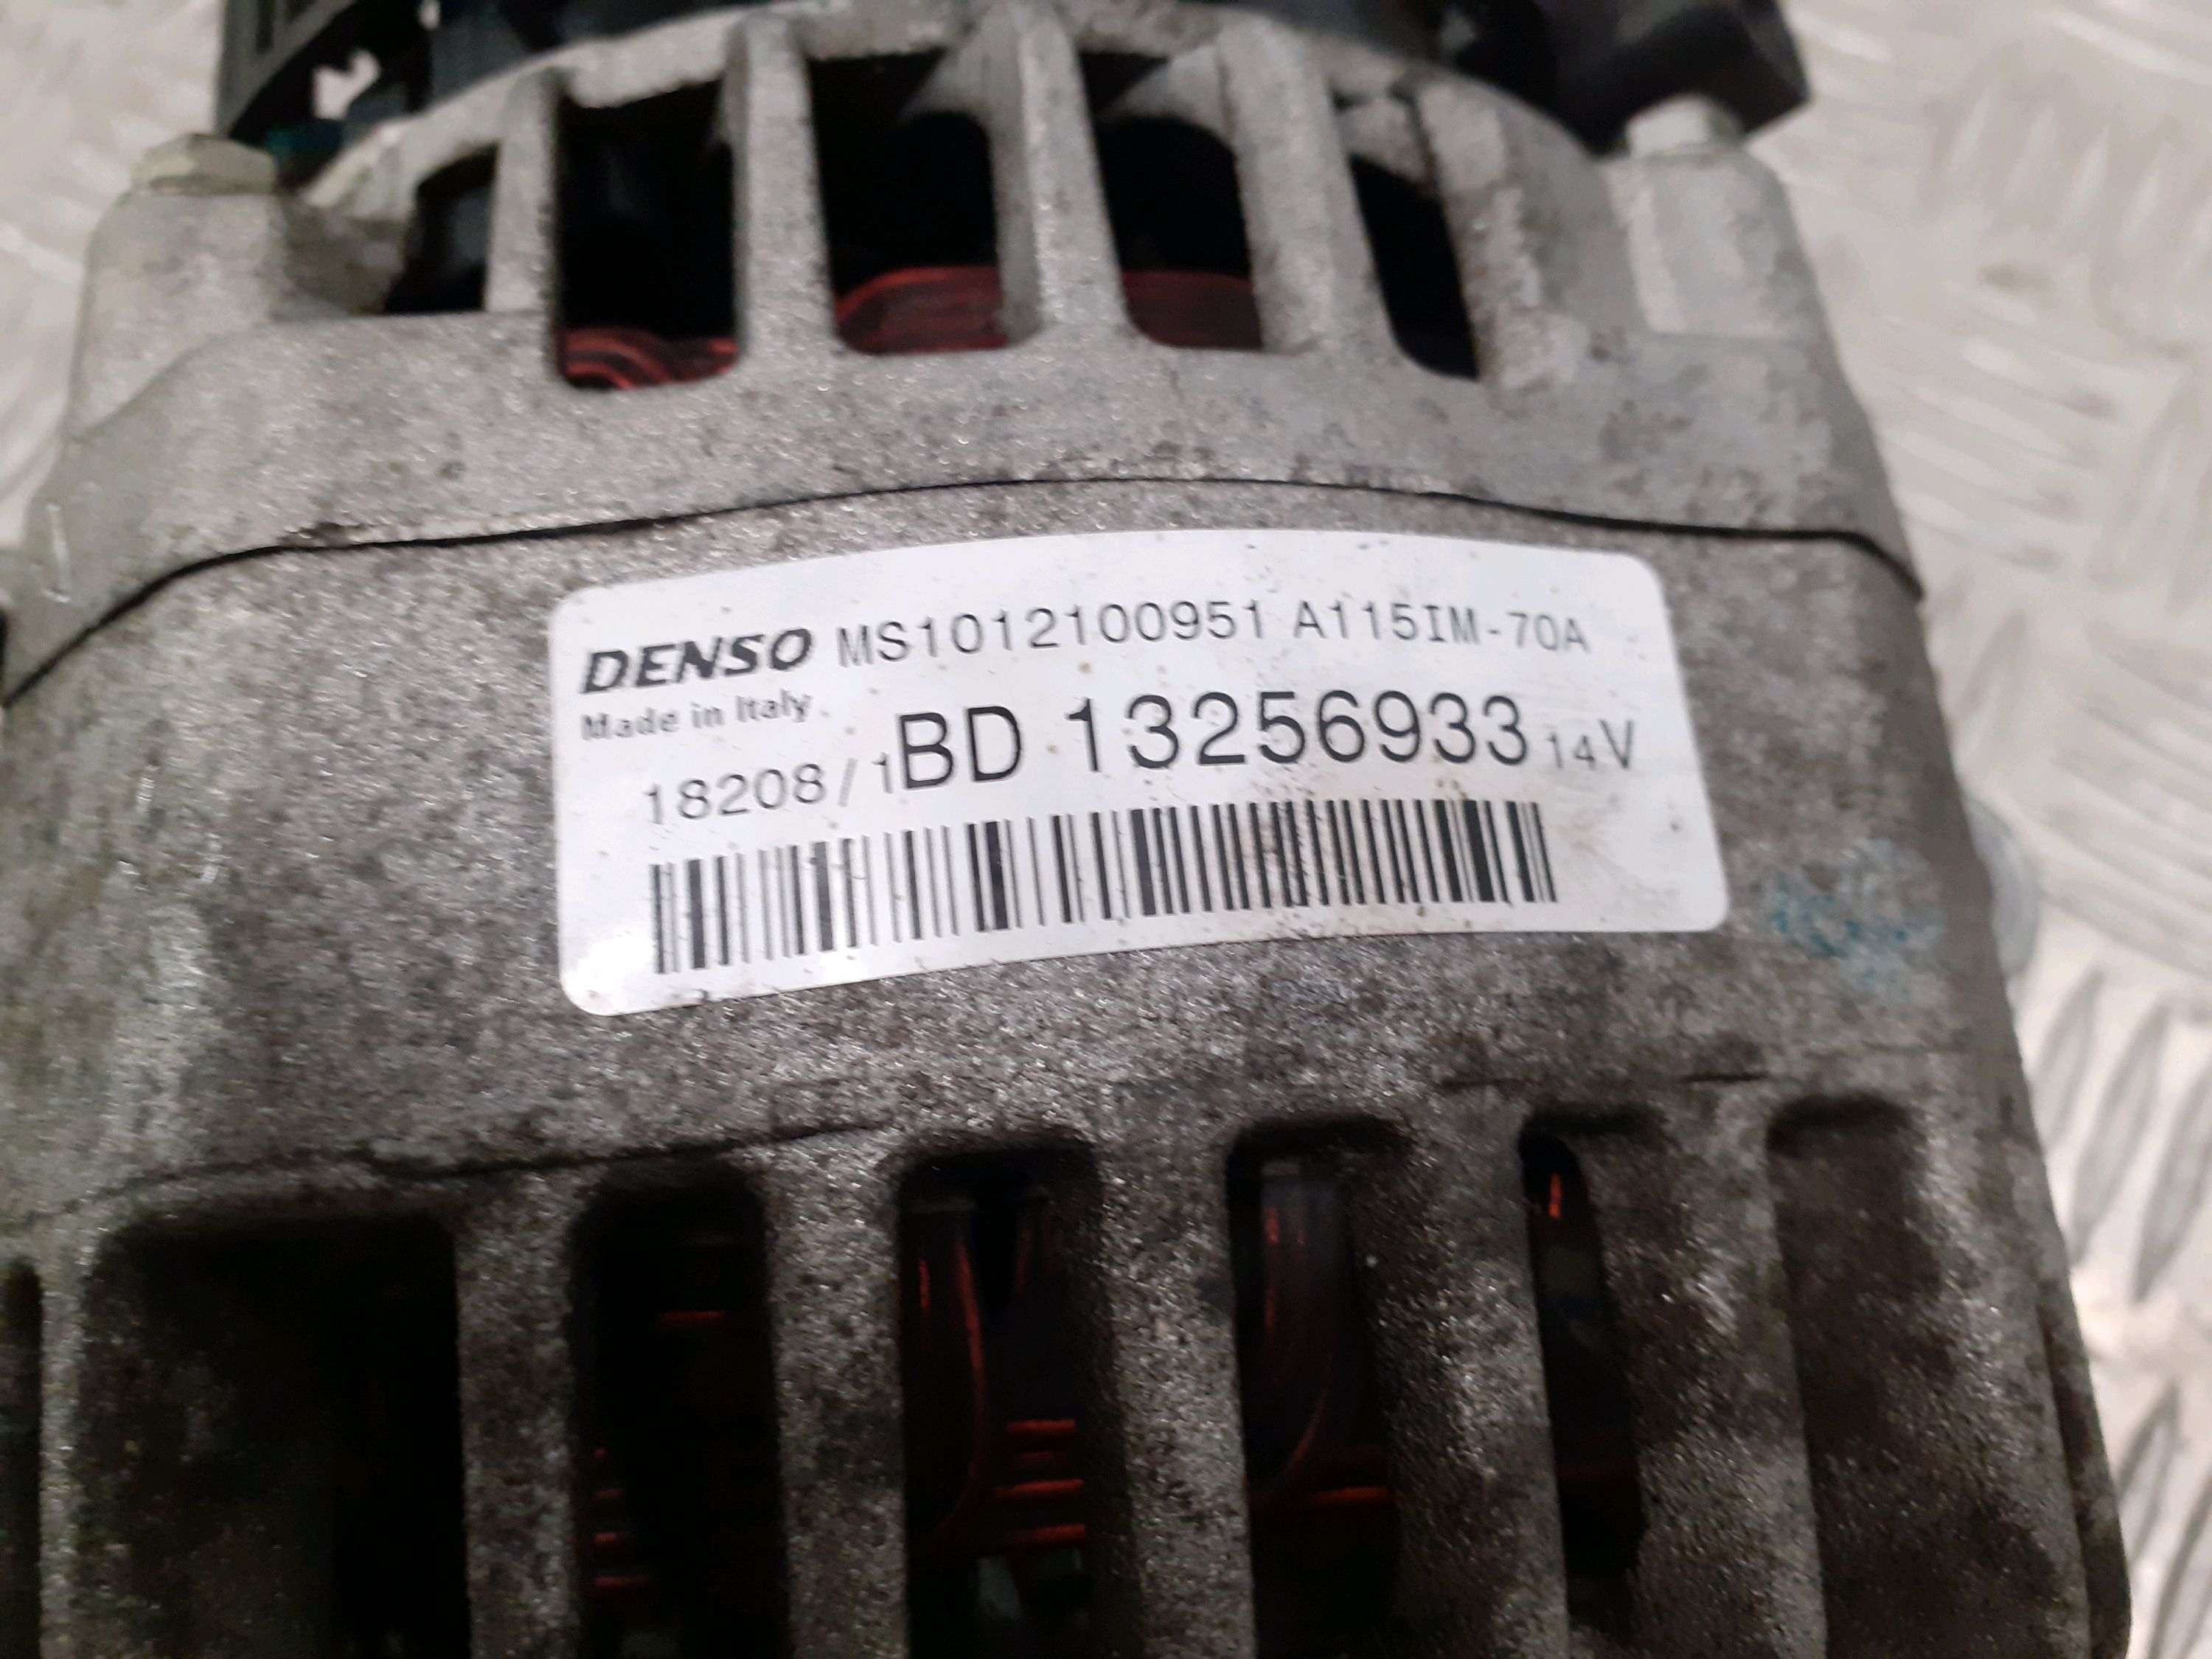 DENSO MS1012100951 A115IM-70A
Made in Italy
18208/1BD 13256933 14V